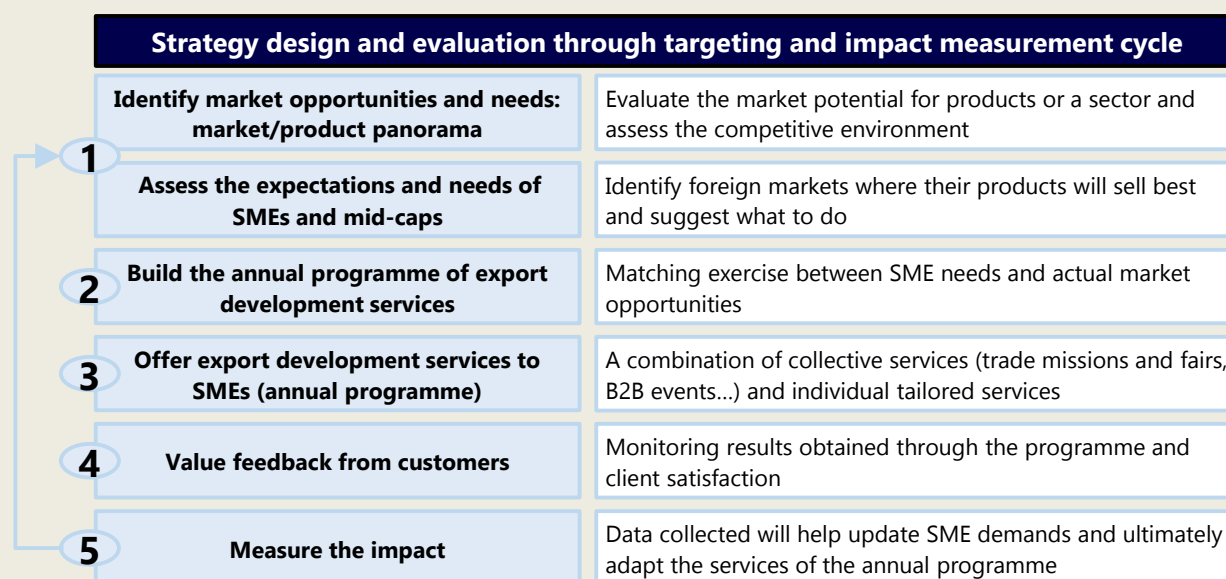 Strategy design and evaluation through targeting and impact measurement cycle
1
Identify market opportunities and needs:
market/product panorama
Evaluate the market potential for products or a sector and
assess the competitive environment
Assess the expectations and needs of
SMEs and mid-caps
Identify foreign markets where their products will sell best
and suggest what to do
2
Build the annual programme of export
development services
Matching exercise between SME needs and actual market
opportunities
3
Offer export development services to
SMEs (annual programme)
A combination of collective services (trade missions and fairs,
B2B events...) and individual tailored services
4
Value feedback from customers
Monitoring results obtained through the programme and
client satisfaction
5
Measure the impact
Data collected will help update SME demands and ultimately
adapt the services of the annual programme